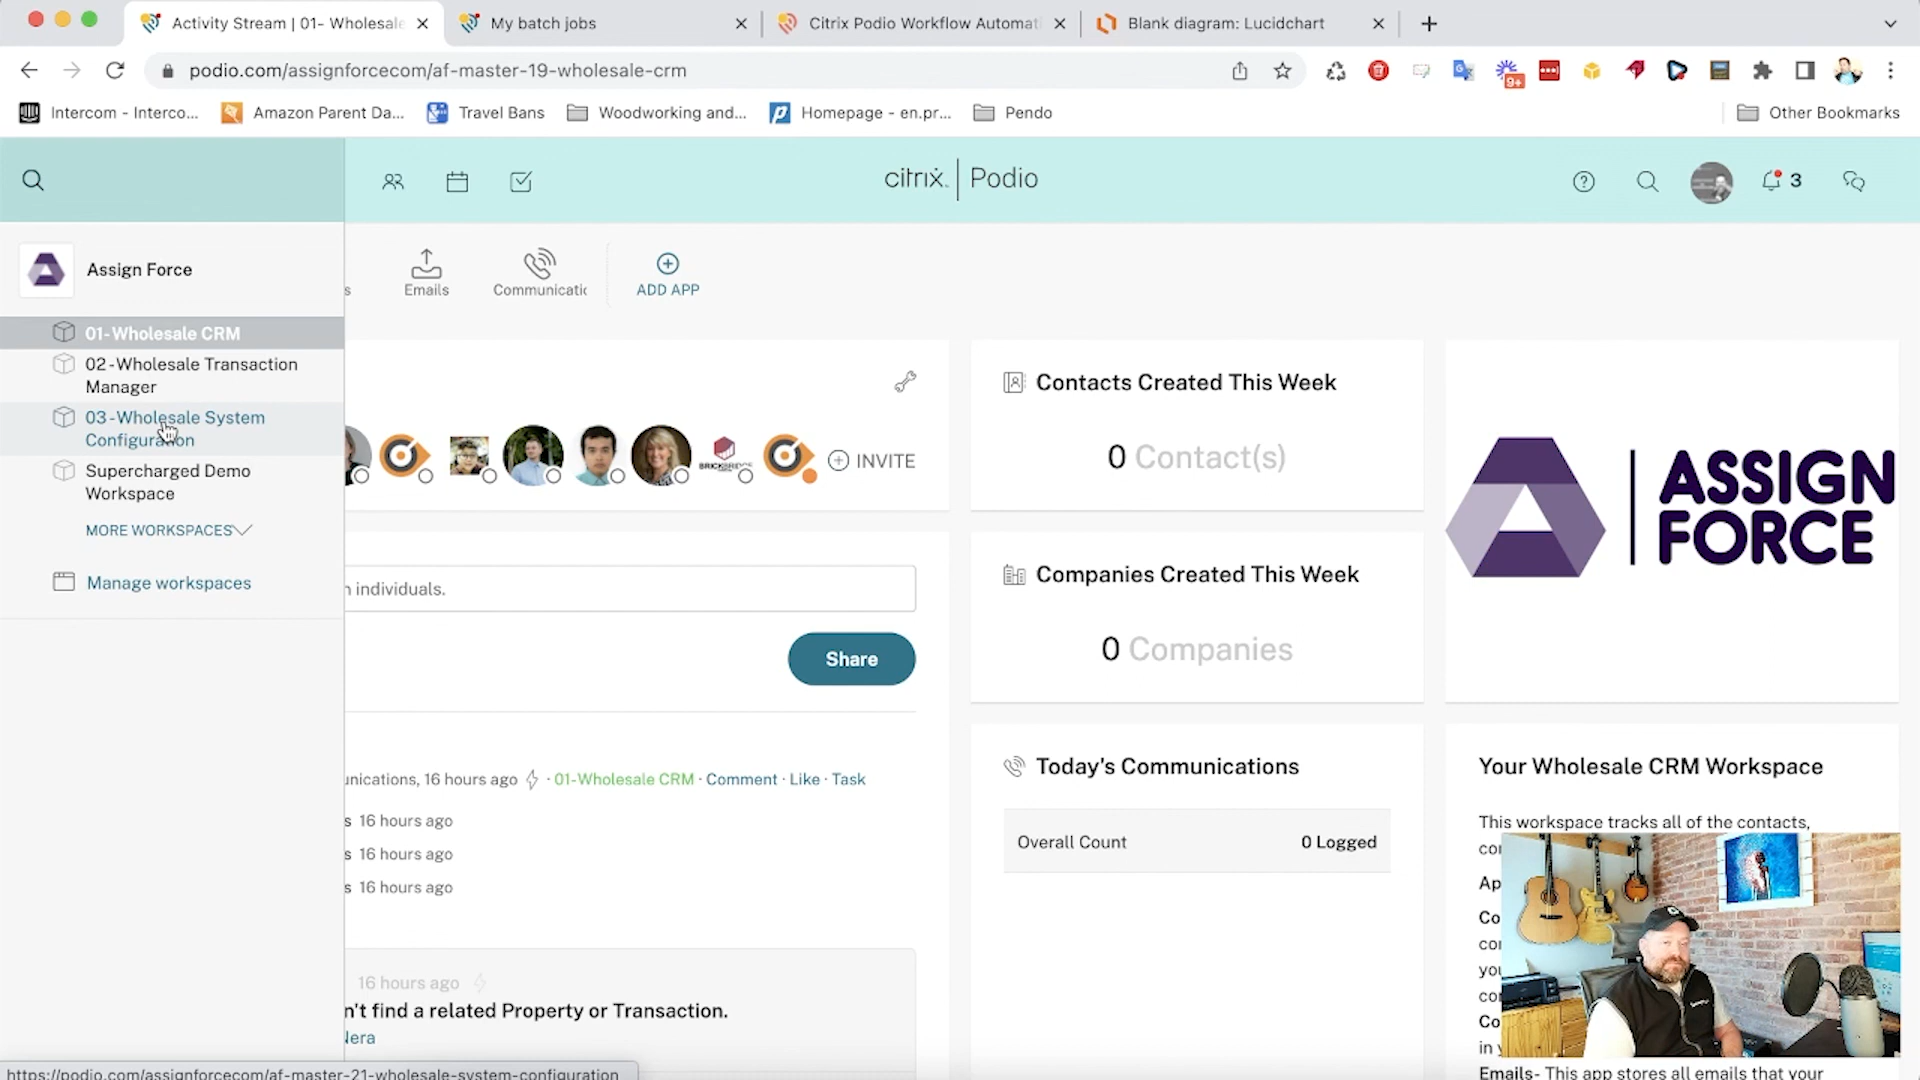 Activity Stream | 01- Wholesale
My batch jobs
Citrix Podio Workflow Automat
Blank diagram: Lucidchart
podio.com/assignforcecom/af-master-19-wholesale-crm
9+
Intercom - Interco...
Amazon Parent Da...
Travel Bans
Woodworking and...
Homepage - en.pr...
Pendo
Other Bookmarks
citrix. | Podio
3
Assign Force
01- Wholesale CRM
02 - Wholesale Transaction
Manager
03 - Wholesale System
Configuration
Supercharged Demo
Workspace
MORE WORKSPACES
Manage workspaces
s
Emails
Communicatic
ADD APP
INVITE
n individuals.
Share
unications, 16 hours ago · 01-Wholesale CRM · Comment · Like · Task
s 16 hours ago
s 16 hours ago
s 16 hours ago
16 hours ago
n't find a related Property or Transaction.
Nera
Contacts Created This Week
0 Contact(s)
Companies Created This Week
0 Companies
Today's Communications
Overall Count
0 Logged
ASSIGN
FORCE
Your Wholesale CRM Workspace
This workspace tracks all of the contacts,
Emails- This app stores all emails that your
https://podio.com/assignforcecom/af-master-21-wholesale-system-configuration